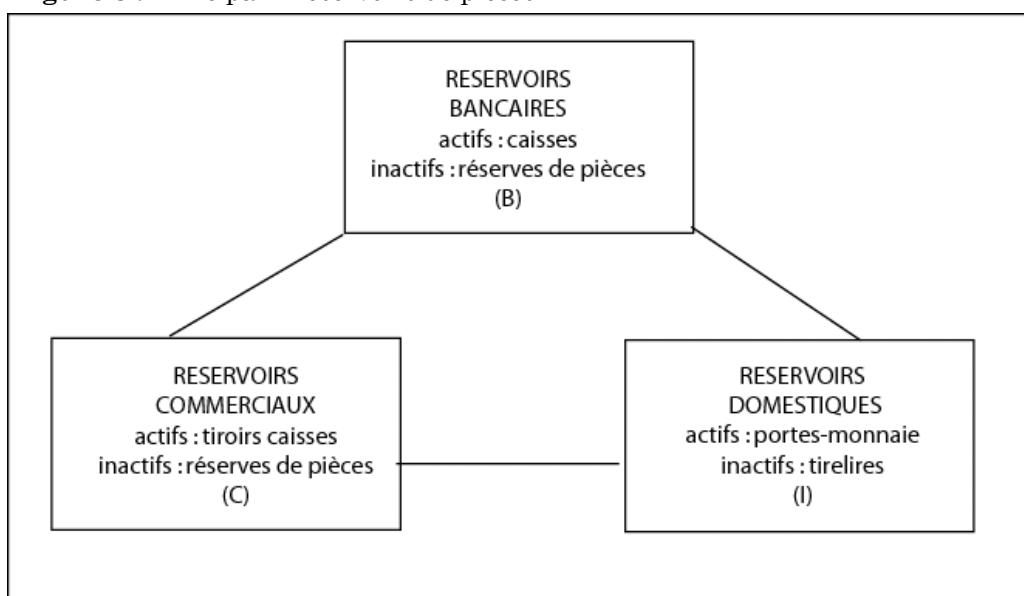 RESERVOIRS
BANCAIRES
actifs : caisses
inactifs : réserves de pièces
(B)
RESERVOIRS
COMMERCIAUX
actifs : tiroirs caisses
inactifs : réserves de pièces
(C)
RESERVOIRS
DOMESTIQUES
actifs : portes-monnaie
inactifs : tirelires
(I)